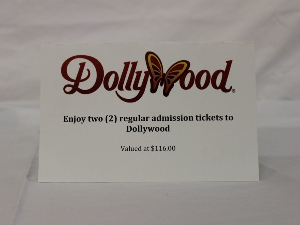 Dollywood®
Enjoy two (2) regular admission tickets to
Dollywood
Valued at $116.00